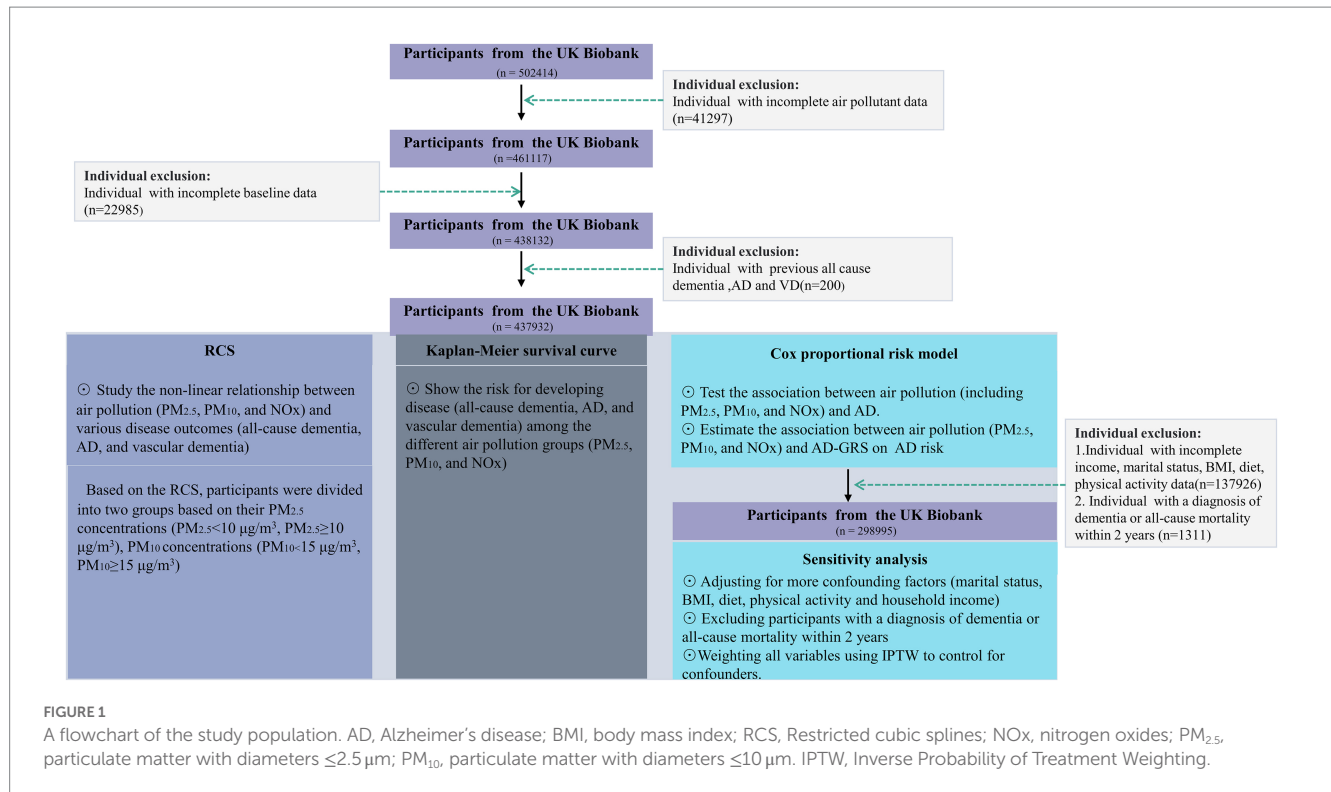 Participants from the UK Biobank
(n = 502414)
Individual exclusion:
Individual with incomplete air pollutant data
(n=41297)
Participants from the UK Biobank
(n =461117)
Individual exclusion:
Individual with incomplete baseline data
(n=22985)
Participants from the UK Biobank
(n = 438132)
Individual exclusion:
Individual with previous all cause
dementia ,AD and VD(n=200)
Participants from the UK Biobank
(n = 437932)
RCS
⊙ Study the non-linear relationship between
air pollution (PM2.5, PM10, and NOx) and
various disease outcomes (all-cause dementia,
AD, and vascular dementia)
Based on the RCS, participants were divided
into two groups based on their PM2.5
concentrations (PM2.5<10 μg/m³, PM2.5≥10
μg/m³), PM10 concentrations (PM10<15 μg/m³,
PM10≥15 μg/m³)
Kaplan-Meier survival curve
⊙ Show the risk for developing
disease (all-cause dementia, AD, and
vascular dementia) among the
different air pollution groups (PM2.5,
PM10, and NOx)
Cox proportional risk model
⊙ Test the association between air pollution (including
PM2.5, PM10, and NOx) and AD.
⊙ Estimate the association between air pollution (PM2.5,
PM10, and NOx) and AD-GRS on AD risk
Individual exclusion:
1.Individual with incomplete
income, marital status, BMI, diet,
physical activity data(n=137926)
2. Individual with a diagnosis of
dementia or all-cause mortality
within 2 years (n=1311)
Participants from the UK Biobank
(n = 298995)
Sensitivity analysis
⊙ Adjusting for more confounding factors (marital status,
BMI, diet, physical activity and household income)
⊙ Excluding participants with a diagnosis of dementia or
all-cause mortality within 2 years
⊙Weighting all variables using IPTW to control for
confounders.
FIGURE 1
A flowchart of the study population. AD, Alzheimer's disease; BMI, body mass index; RCS, Restricted cubic splines; NOx, nitrogen oxides; PM2.5,
particulate matter with diameters ≤2.5 μm; PM10, particulate matter with diameters ≤10 μm. IPTW, Inverse Probability of Treatment Weighting.